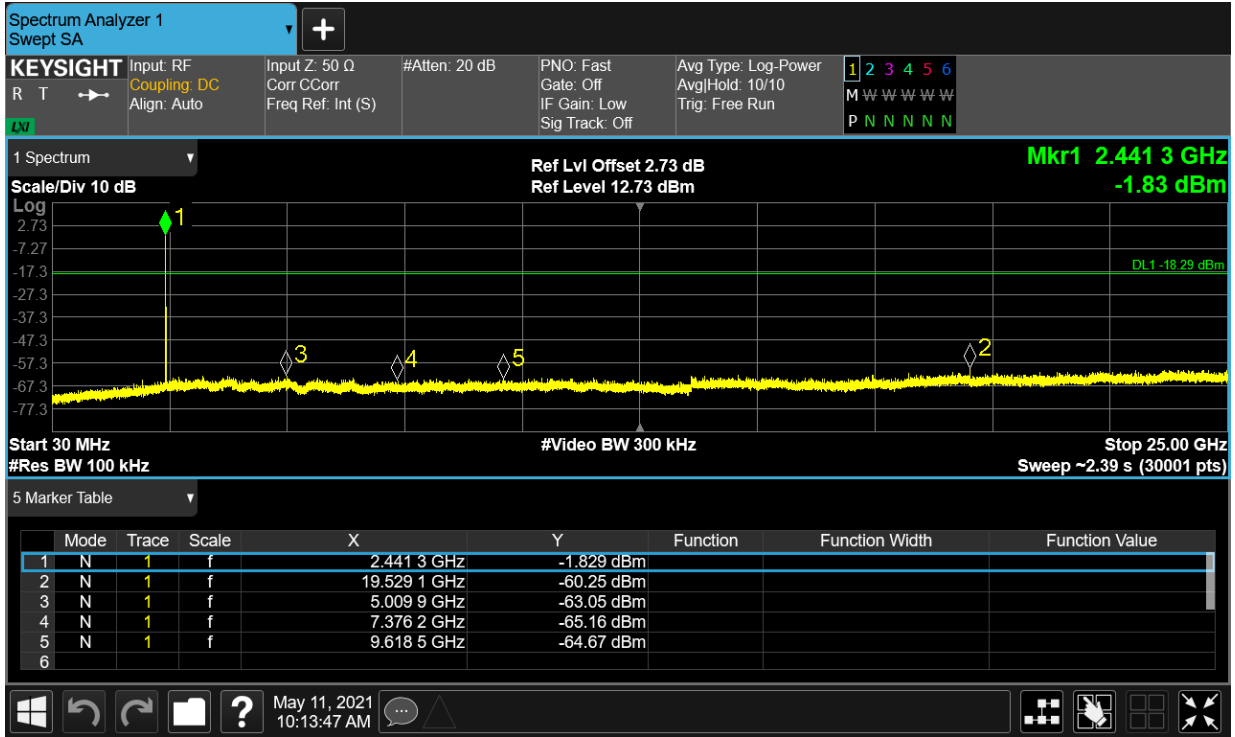 Spectrum Analyzer 1
Swept SA
KEYSIGHT
R T
LXI
Input: RF
Coupling: DC
Align: Auto
Input Z: 50 Ω
Corr CCorr
Freq Ref: Int (S)
#Atten: 20 dB
PNO: Fast
Gate: Off
IF Gain: Low
Sig Track: Off
Avg Type: Log-Power
Avg|Hold: 10/10
Trig: Free Run
1 2 3 4 5 6
M W W W W W
P N N N N N
1 Spectrum
Scale/Div 10 dB
Ref Lvl Offset 2.73 dB
Ref Level 12.73 dBm
Mkr1 2.441 3 GHz
-1.83 dBm
Log
2.73
-7.27
-17.3
-27.3
-37.3
-47.3
-57.3
-67.3
-77.3
1
DL1 -18.29 dBm
3
4
5
2
Start 30 MHz
#Video BW 300 kHz
Stop 25.00 GHz
#Res BW 100 kHz
Sweep ~2.39 s (30001 pts)
5 Marker Table
Mode Trace Scale X Y Function Function Width Function Value
1 N 1 f 2.441 3 GHz -1.829 dBm
2 N 1 f 19.529 1 GHz -60.25 dBm
3 N 1 f 5.009 9 GHz -63.05 dBm
4 N 1 f 7.376 2 GHz -65.16 dBm
5 N 1 f 9.618 5 GHz -64.67 dBm
6
?
May 11, 2021
10:13:47 AM